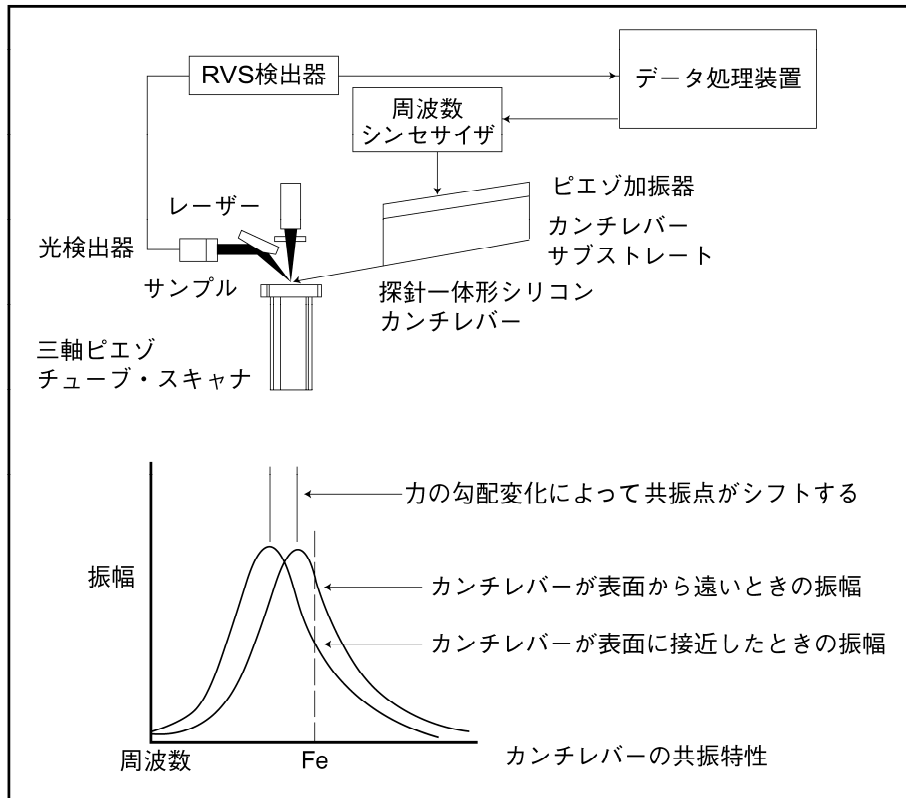 RVS検出器
データ処理装置
周波数
シンセサイザ
ピエゾ加振器
レーザー
カンチレバー
サブストレート
光検出器
サンプル
探針一体形シリコン
カンチレバー
三軸ピエゾ
チューブ・スキャナ
力の勾配変化によって共振点がシフトする
振幅
カンチレバーが表面から遠いときの振幅
カンチレバーが表面に接近したときの振幅
周波数
Fe
カンチレバーの共振特性